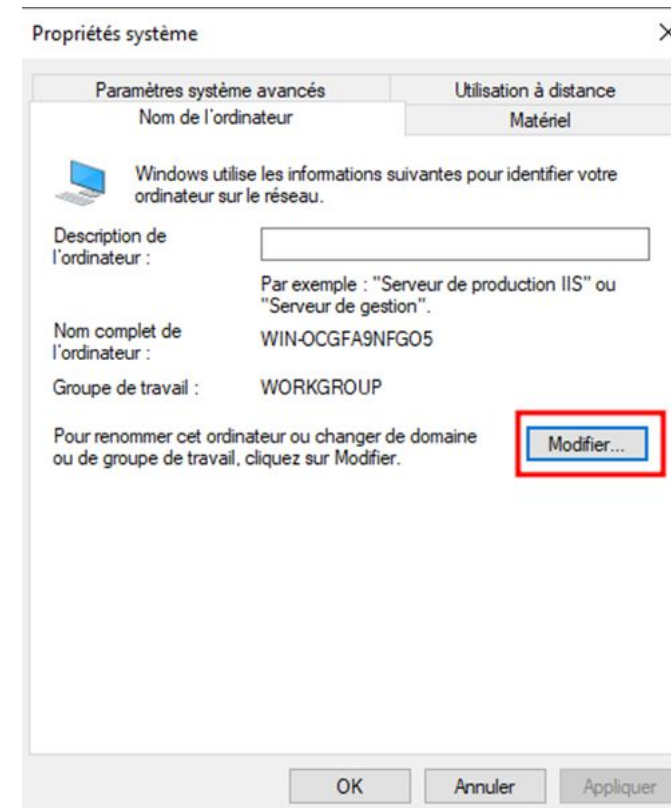 Propriétés système
Paramètres système avancés
Utilisation à distance
Nom de l'ordinateur
Matériel
Windows utilise les informations suivantes pour identifier votre
ordinateur sur le réseau.
Description de
l'ordinateur :
Par exemple : "Serveur de production IIS" ou
"Serveur de gestion".
Nom complet de
l'ordinateur :
WIN-OCGFA9NFGO5
Groupe de travail :
WORKGROUP
Pour renommer cet ordinateur ou changer de domaine
ou de groupe de travail, cliquez sur Modifier.
Modifier...
OK
Annuler
Appliquer